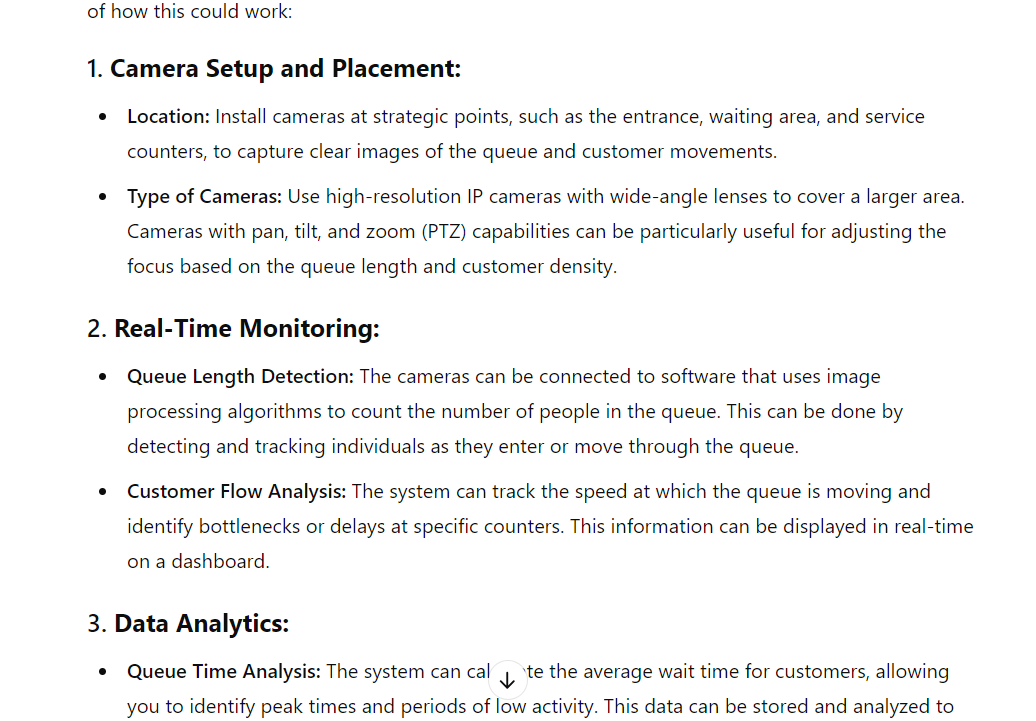 of how this could work:
1. Camera Setup and Placement:
• Location: Install cameras at strategic points, such as the entrance, waiting area, and service
counters, to capture clear images of the queue and customer movements.
• Type of Cameras: Use high-resolution IP cameras with wide-angle lenses to cover a larger area.
Cameras with pan, tilt, and zoom (PTZ) capabilities can be particularly useful for adjusting the
focus based on the queue length and customer density.
2. Real-Time Monitoring:
• Queue Length Detection: The cameras can be connected to software that uses image
processing algorithms to count the number of people in the queue. This can be done by
detecting and tracking individuals as they enter or move through the queue.
• Customer Flow Analysis: The system can track the speed at which the queue is moving and
identify bottlenecks or delays at specific counters. This information can be displayed in real-time
on a dashboard.
3. Data Analytics:
• Queue Time Analysis: The system can the average wait time for customers, allowing
you to identify peak times and periods of low activity. This data can be stored and analyzed to